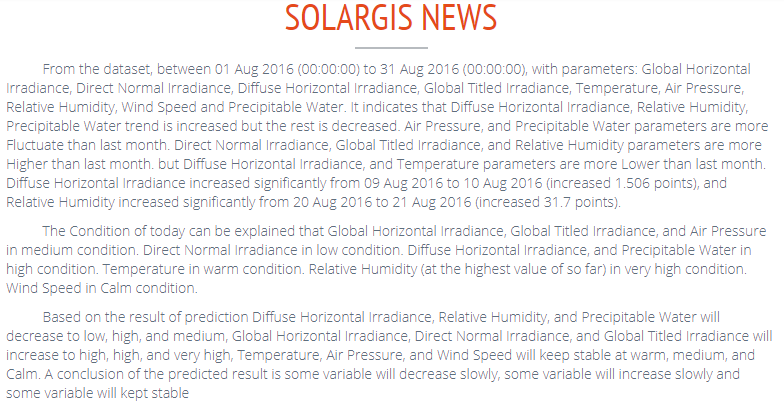 SOLARGIS NEWS
From the dataset, between 01 Aug 2016 (00:00:00) to 31 Aug 2016 (00:00:00), with parameters: Global Horizontal
Irradiance, Direct Normal Irradiance, Diffuse Horizontal Irradiance, Global Titled Irradiance, Temperature, Air Pressure,
Relative Humidity, Wind Speed and Precipitable Water. It indicates that Diffuse Horizontal Irradiance, Relative Humidity,
Precipitable Water trend is increased but the rest is decreased. Air Pressure, and Precipitable Water parameters are more
Fluctuate than last month. Direct Normal Irradiance, Global Titled Irradiance, and Relative Humidity parameters are more
Higher than last month. but Diffuse Horizontal Irradiance, and Temperature parameters are more Lower than last month.
Diffuse Horizontal Irradiance increased significantly from 09 Aug 2016 to 10 Aug 2016 (increased 1.506 points), and
Relative Humidity increased significantly from 20 Aug 2016 to 21 Aug 2016 (increased 31.7 points).
The Condition of today can be explained that Global Horizontal Irradiance, Global Titled Irradiance, and Air Pressure
in medium condition. Direct Normal Irradiance in low condition. Diffuse Horizontal Irradiance, and Precipitable Water in
high condition. Temperature in warm condition. Relative Humidity (at the highest value of so far) in very high condition.
Wind Speed in Calm condition.
Based on the result of prediction Diffuse Horizontal Irradiance, Relative Humidity, and Precipitable Water will
decrease to low, high, and medium, Global Horizontal Irradiance, Direct Normal Irradiance, and Global Titled Irradiance will
increase to high, high, and very high, Temperature, Air Pressure, and Wind Speed will keep stable at warm, medium, and
Calm. A conclusion of the predicted result is some variable will decrease slowly, some variable will increase slowly and
some variable will kept stable